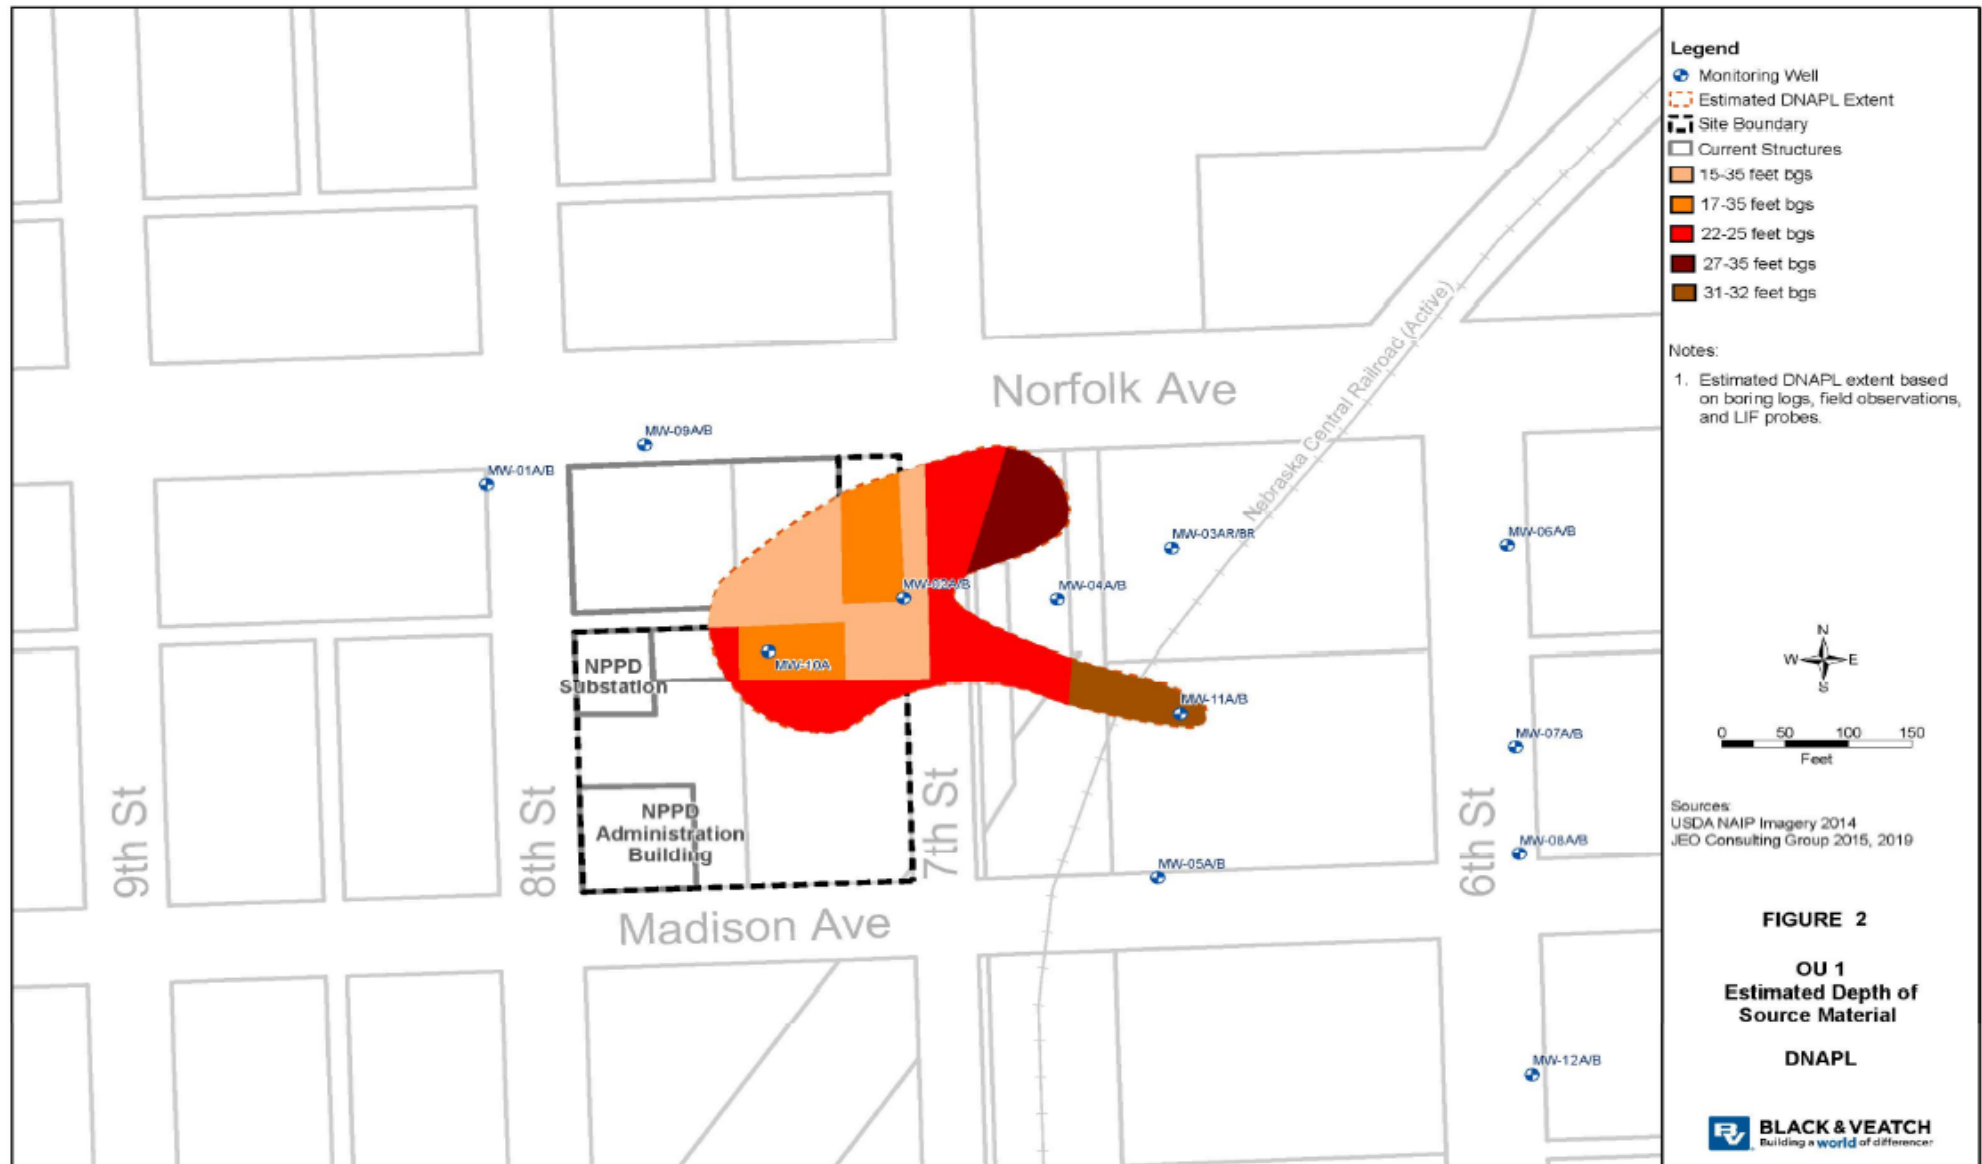 Norfolk Ave
Nebraska Central Railroad (Active)
MW-09A/B
MW-01A/B
MW-03AR/BR
MW-06A/B
MW-02A/B
MW-04A/B
MW-10A
NPPD
Substation
MW-11A/B
MW-07A/B
9th St
8th St
7th St
6th St
NPPD
Administration
Building
MW-05A/B
MW-08A/B
Madison Ave
MW-12A/B
Legend
Monitoring Well
Estimated DNAPL Extent
Site Boundary
Current Structures
15-35 feet bgs
17-35 feet bgs
22-25 feet bgs
27-35 feet bgs
31-32 feet bgs
Notes:
1. Estimated DNAPL extent based
on boring logs, field observations,
and LIF probes.
N
W E
S
0 50 100 150
Feet
Sources:
USDA NAIP Imagery 2014
JEO Consulting Group 2015, 2019
FIGURE 2
OU 1
Estimated Depth of
Source Material
DNAPL
BV BLACK & VEATCH
Building a world of difference